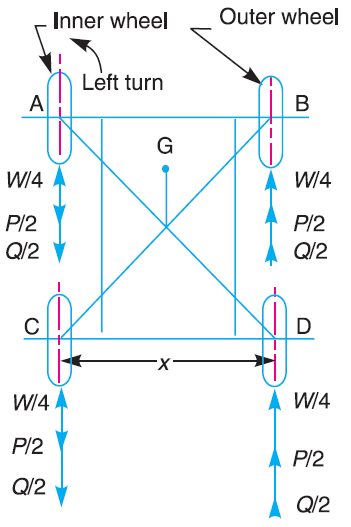 Inner wheel
Outer wheel
Left turn
A
B
G
W/4
P/2
Q/2
W/4
P/2
Q/2
C
D
x
W/4
P/2
Q/2
W/4
P/2
Q/2